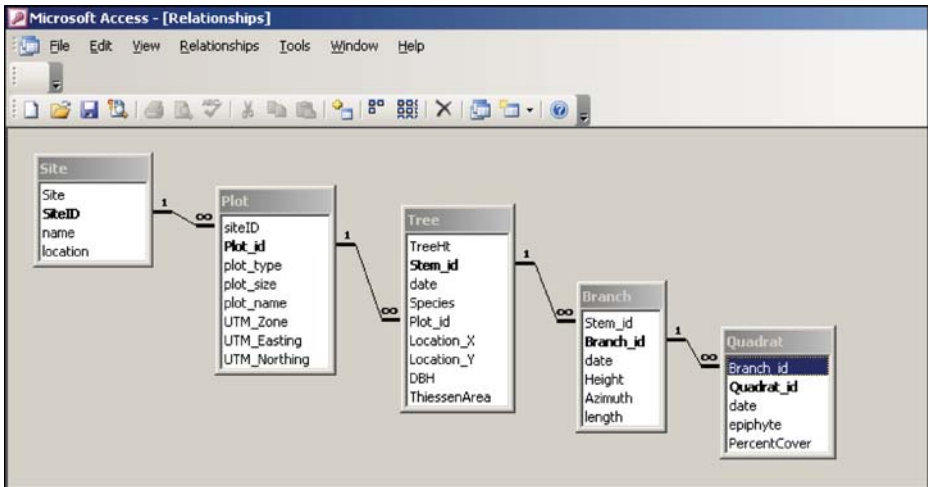 Microsoft Access - [Relationships]
File Edit View Relationships Tools Window Help
Site
Site
SiteID
name
location
1
∞
Plot
siteID
Plot_id
plot_type
plot_size
plot_name
UTM_Zone
UTM_Easting
UTM_Northing
1
∞
Tree
TreeHt
Stem_id
date
Species
Plot_id
Location_X
Location_Y
DBH
ThiessenArea
1
∞
Branch
Stem_id
Branch_id
date
Height
Azimuth
length
1
∞
Quadrat
Branch_id
Quadrat_id
date
epiphyte
PercentCover